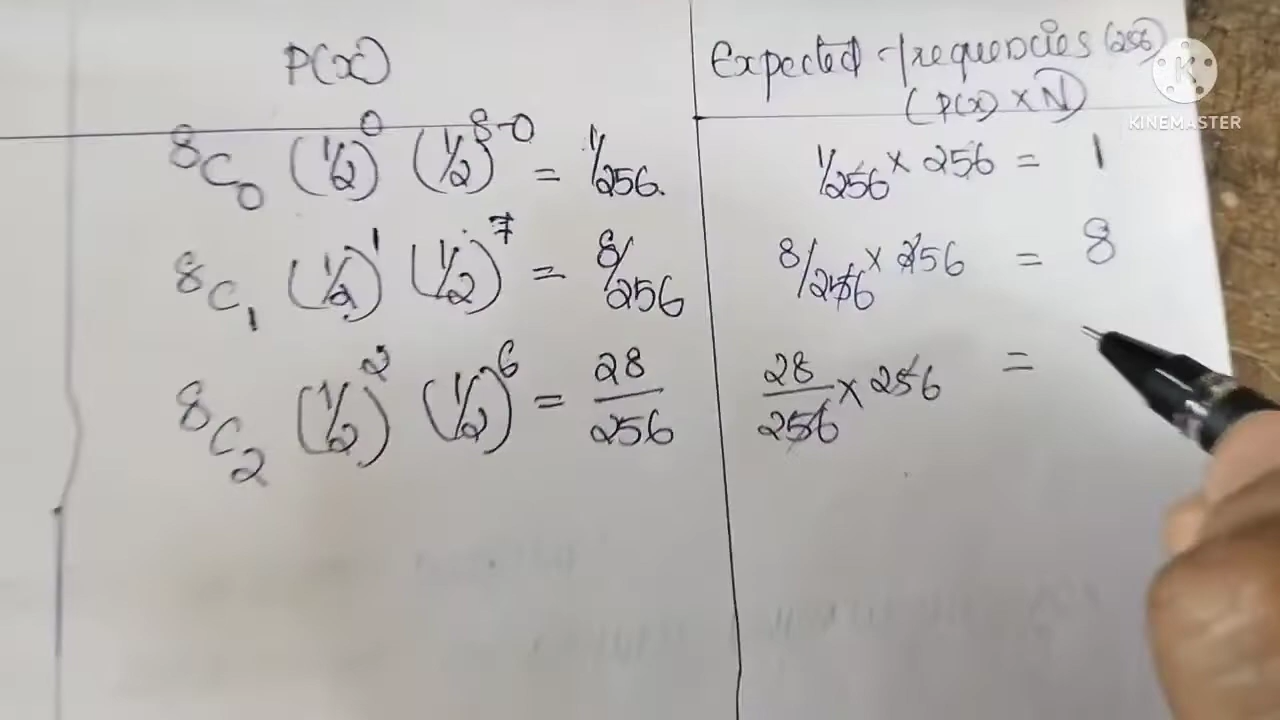 P(x) Expected frequencies (256)
(P(x) × N)
⁸C₀ (1/2)⁰ (1/2)⁸⁻⁰ = 1/256. 1/256 × 256 = 1
⁸C₁ (1/2)¹ (1/2)⁷ = 8/256 8/256 × 256 = 8
⁸C₂ (1/2)² (1/2)⁶ = 28/256 28/256 × 256 =
K
KINEMASTER